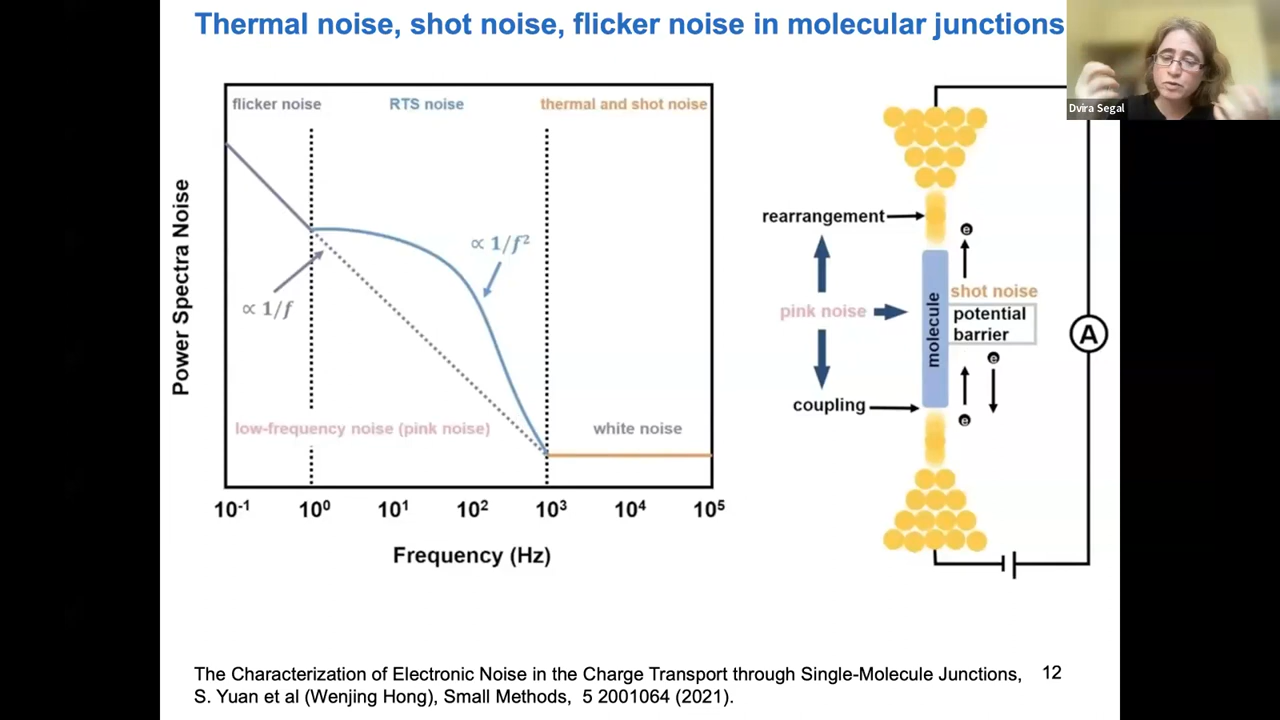 Thermal noise, shot noise, flicker noise in molecular junctions
Dvira Segal
flicker noise
RTS noise
thermal and shot noise
∝ 1/f²
∝ 1/f
low-frequency noise (pink noise)
white noise
Power Spectra Noise
10⁻¹ 10⁰ 10¹ 10² 10³ 10⁴ 10⁵
Frequency (Hz)
rearrangement
e
shot noise
pink noise
molecule
potential
barrier
A
e
coupling
e
The Characterization of Electronic Noise in the Charge Transport through Single-Molecule Junctions,
S. Yuan et al (Wenjing Hong), Small Methods, 5 2001064 (2021).
12